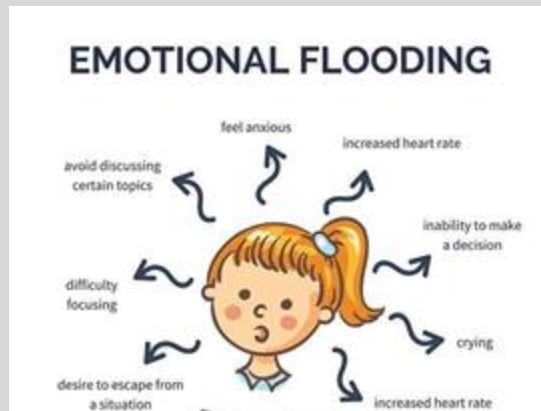 EMOTIONAL FLOODING
feel anxious
increased heart rate
avoid discussing
certain topics
inability to make
a decision
difficulty
focusing
crying
desire to escape from
a situation
increased heart rate